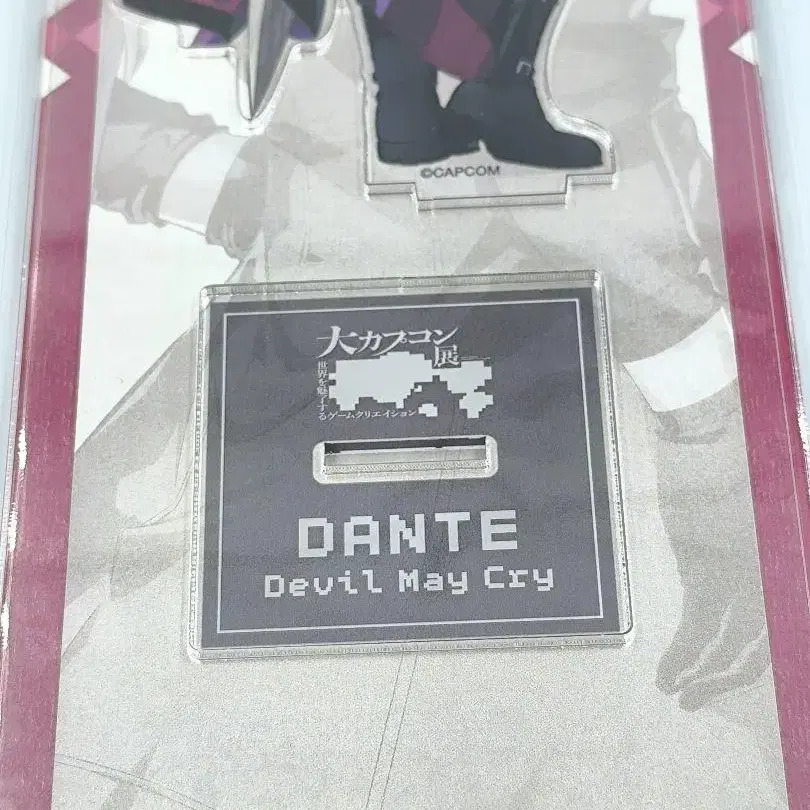 ©CAPCOM
大カプコン展
世界を魅了するゲームクリエイション
DANTE
Devil May Cry